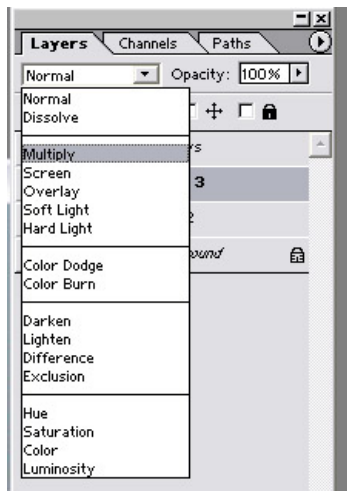 Layers Channels Paths
Normal Opacity: 100%
Normal
Dissolve
Multiply
Screen
3
Overlay
Soft Light
Hard Light
Color Dodge
Color Burn
Darken
Lighten
Difference
Exclusion
Hue
Saturation
Color
Luminosity